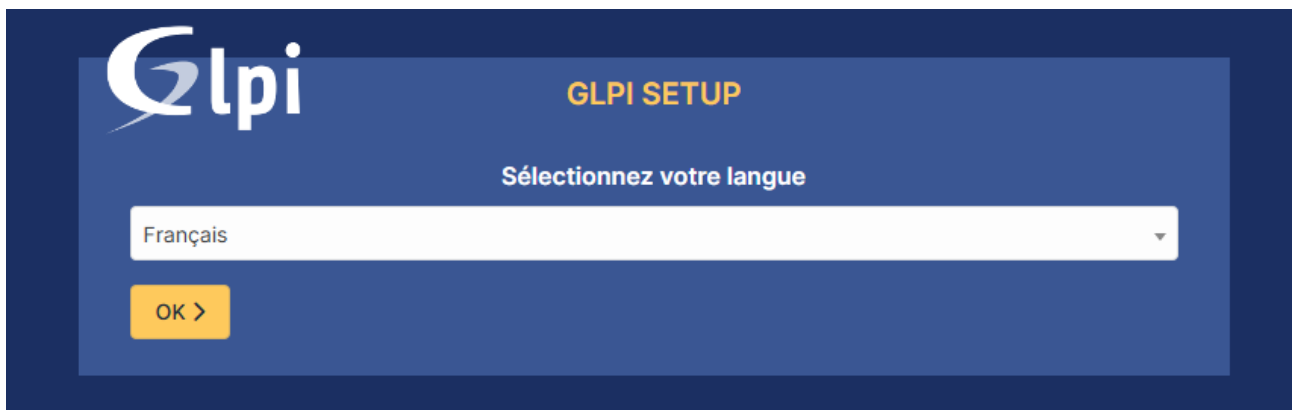 Glpi
GLPI SETUP
Sélectionnez votre langue
Français
OK